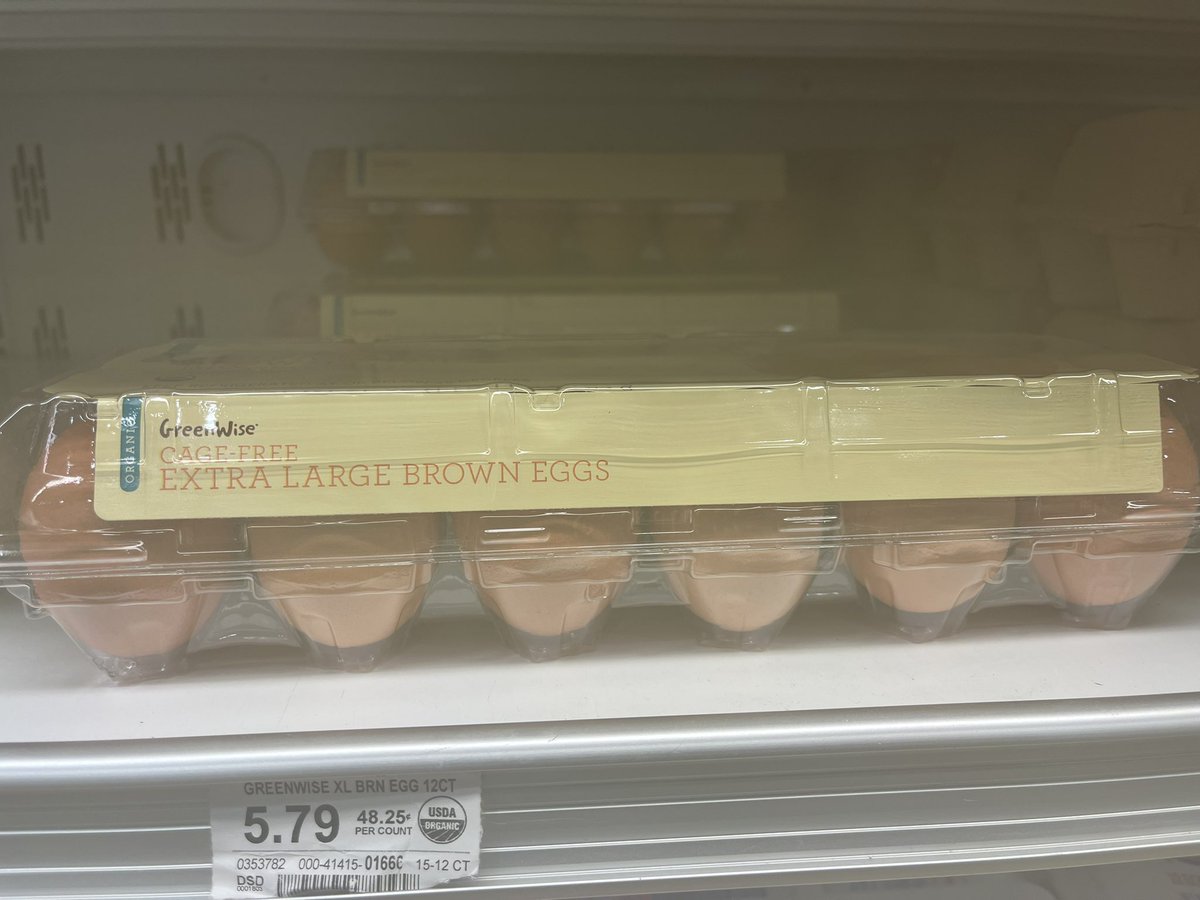 ORGANIC
GreenWise
CAGE-FREE
EXTRA LARGE BROWN EGGS
GREENWISE XL BRN EGG 12CT
5.79
48.25¢
PER COUNT
USDA
ORGANIC
0353782 000-41415-01660 15-12 CT
DSD